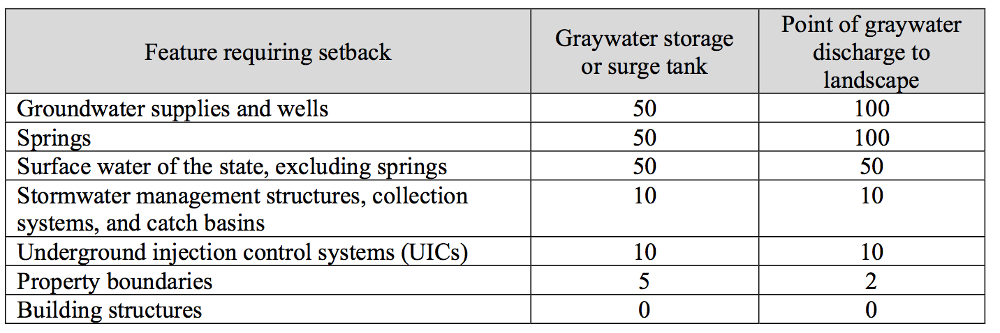 Feature requiring setback
Graywater storage
or surge tank
Point of graywater
discharge to
landscape
Groundwater supplies and wells 50 100
Springs 50 100
Surface water of the state, excluding springs 50 50
Stormwater management structures, collection 10 10
systems, and catch basins
Underground injection control systems (UICs) 10 10
Property boundaries 5 2
Building structures 0 0